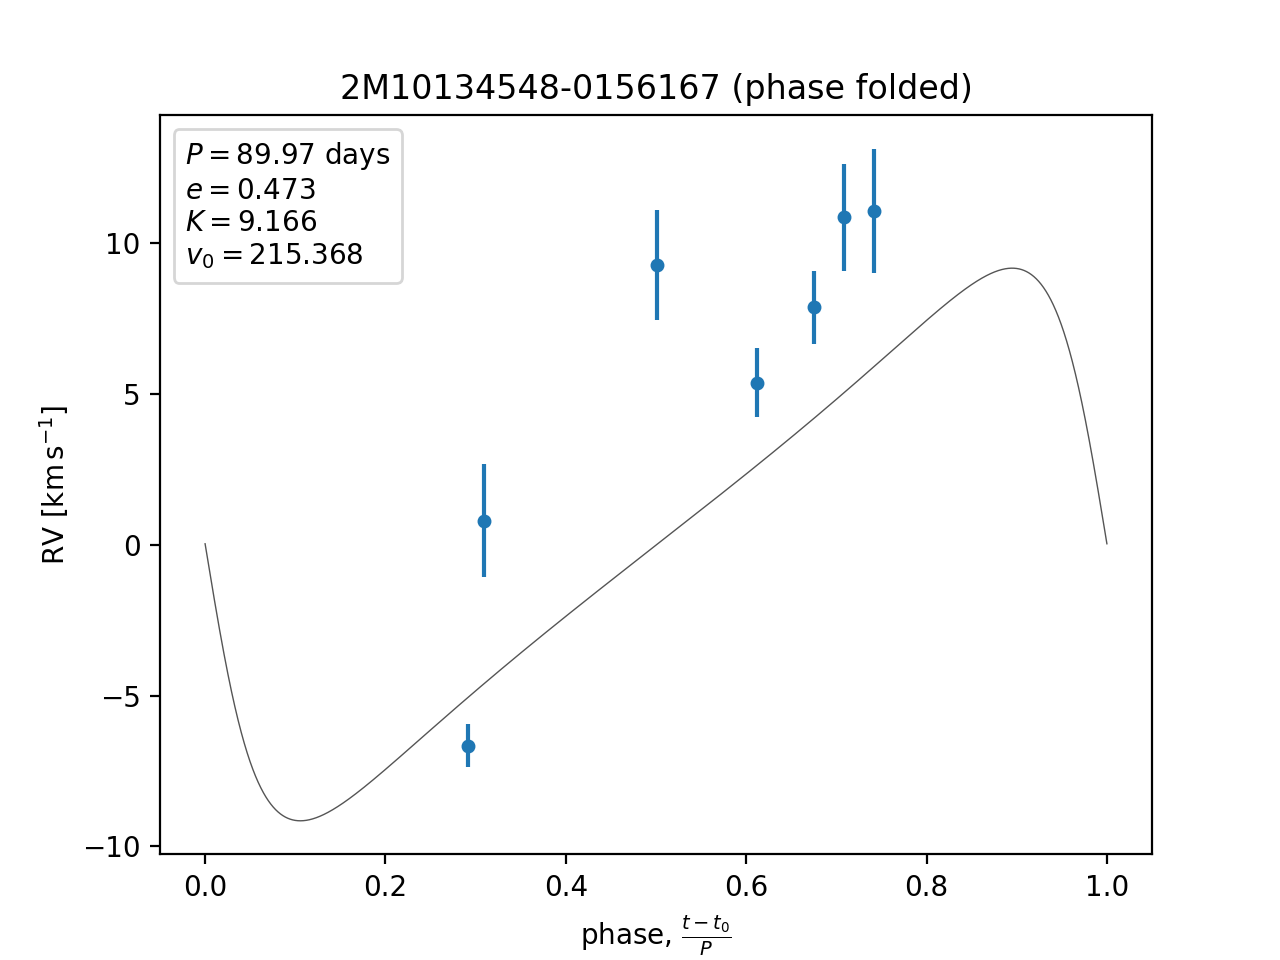 2M10134548-0156167 (phase folded)
P = 89.97 days
e = 0.473
K = 9.166
v₀ = 215.368
10
5
0
−5
−10
RV [km s⁻¹]
0.0 0.2 0.4 0.6 0.8 1.0
phase, (t − t₀)/P